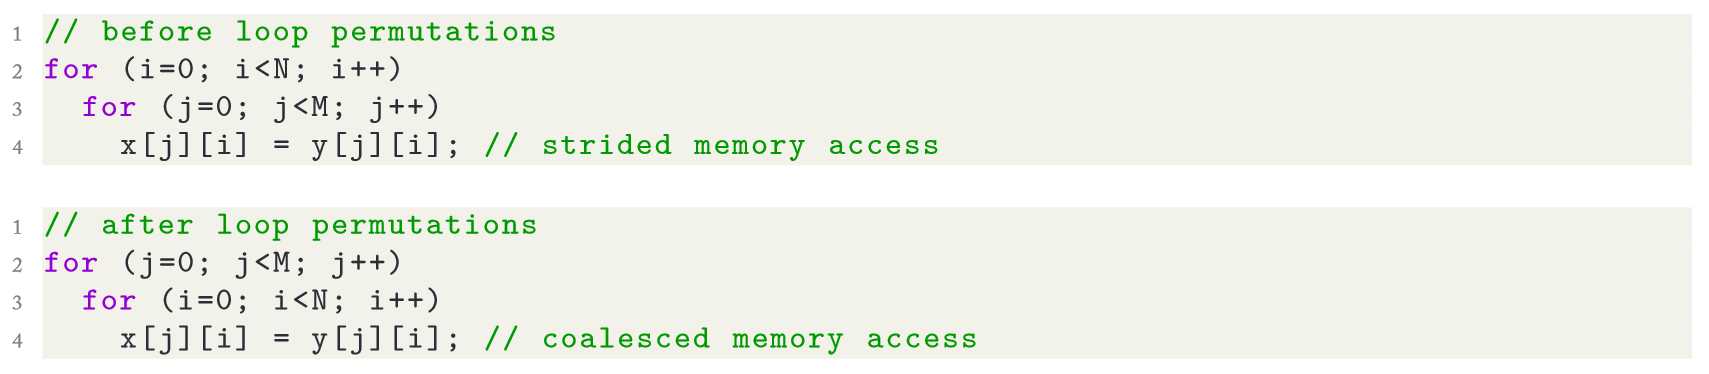 1 // before loop permutations
2 for (i=0; i<N; i++)
3   for (j=0; j<M; j++)
4     x[j][i] = y[j][i]; // strided memory access
1 // after loop permutations
2 for (j=0; j<M; j++)
3   for (i=0; i<N; i++)
4     x[j][i] = y[j][i]; // coalesced memory access